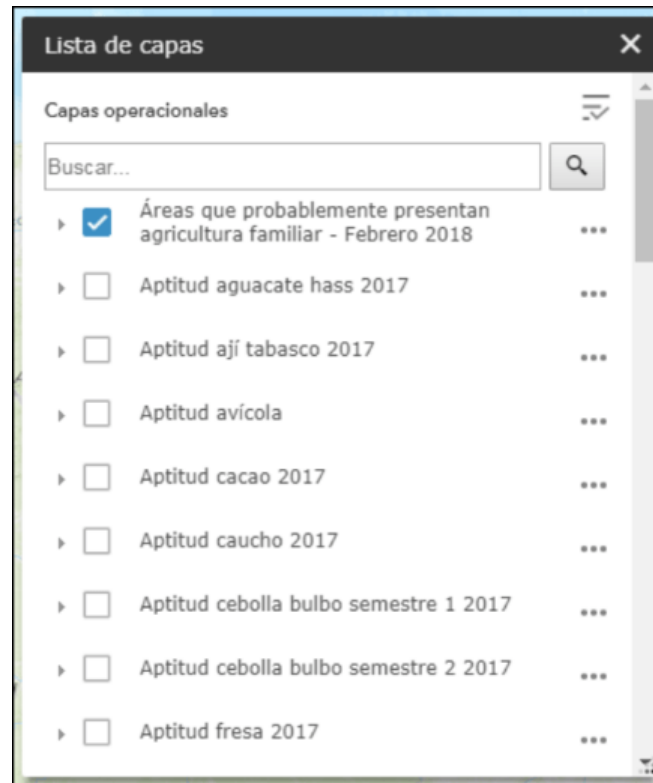 Lista de capas
Capas operacionales
Buscar...
Áreas que probablemente presentan
agricultura familiar - Febrero 2018
Aptitud aguacate hass 2017
Aptitud ají tabasco 2017
Aptitud avícola
Aptitud cacao 2017
Aptitud caucho 2017
Aptitud cebolla bulbo semestre 1 2017
Aptitud cebolla bulbo semestre 2 2017
Aptitud fresa 2017